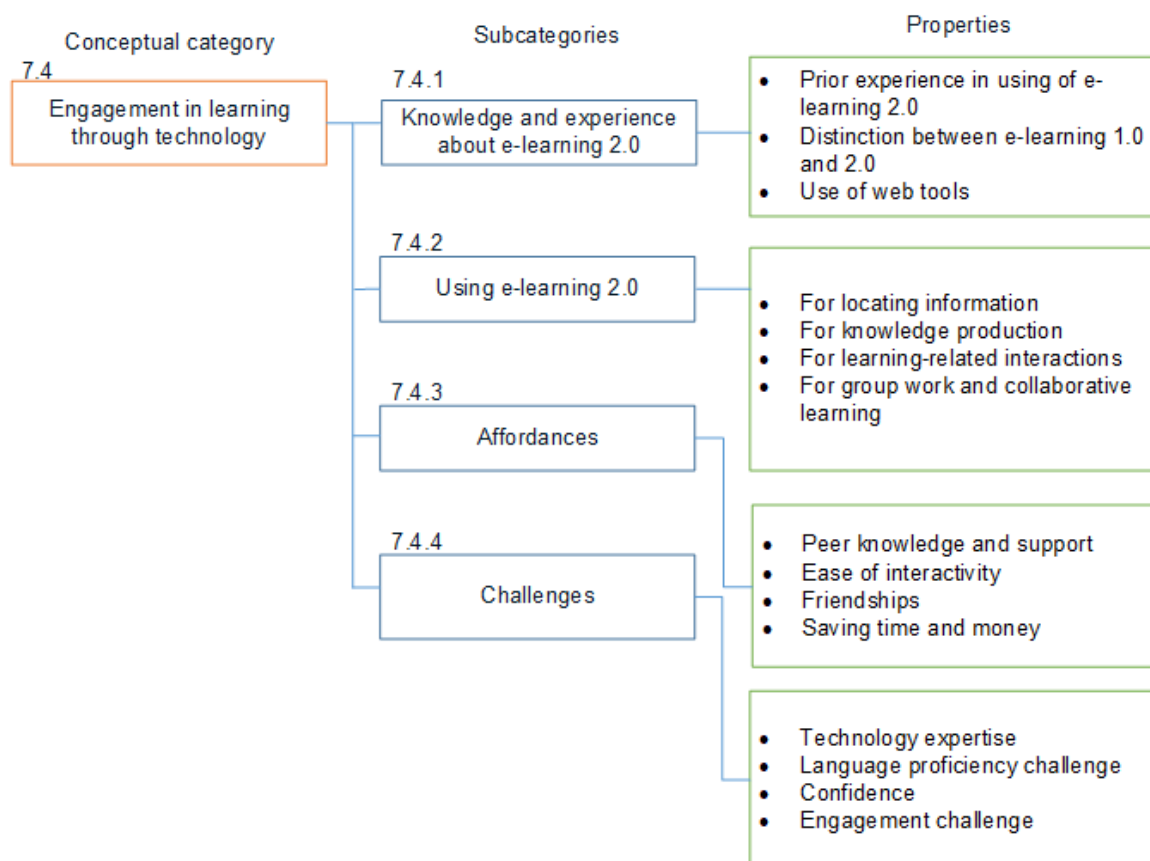 Conceptual category
Subcategories
Properties
7.4
Engagement in learning
through technology
7.4.1
Knowledge and experience
about e-learning 2.0
• Prior experience in using of e-
learning 2.0
• Distinction between e-learning 1.0
and 2.0
• Use of web tools
7.4.2
Using e-learning 2.0
• For locating information
• For knowledge production
• For learning-related interactions
• For group work and collaborative
learning
7.4.3
Affordances
• Peer knowledge and support
• Ease of interactivity
• Friendships
• Saving time and money
7.4.4
Challenges
• Technology expertise
• Language proficiency challenge
• Confidence
• Engagement challenge